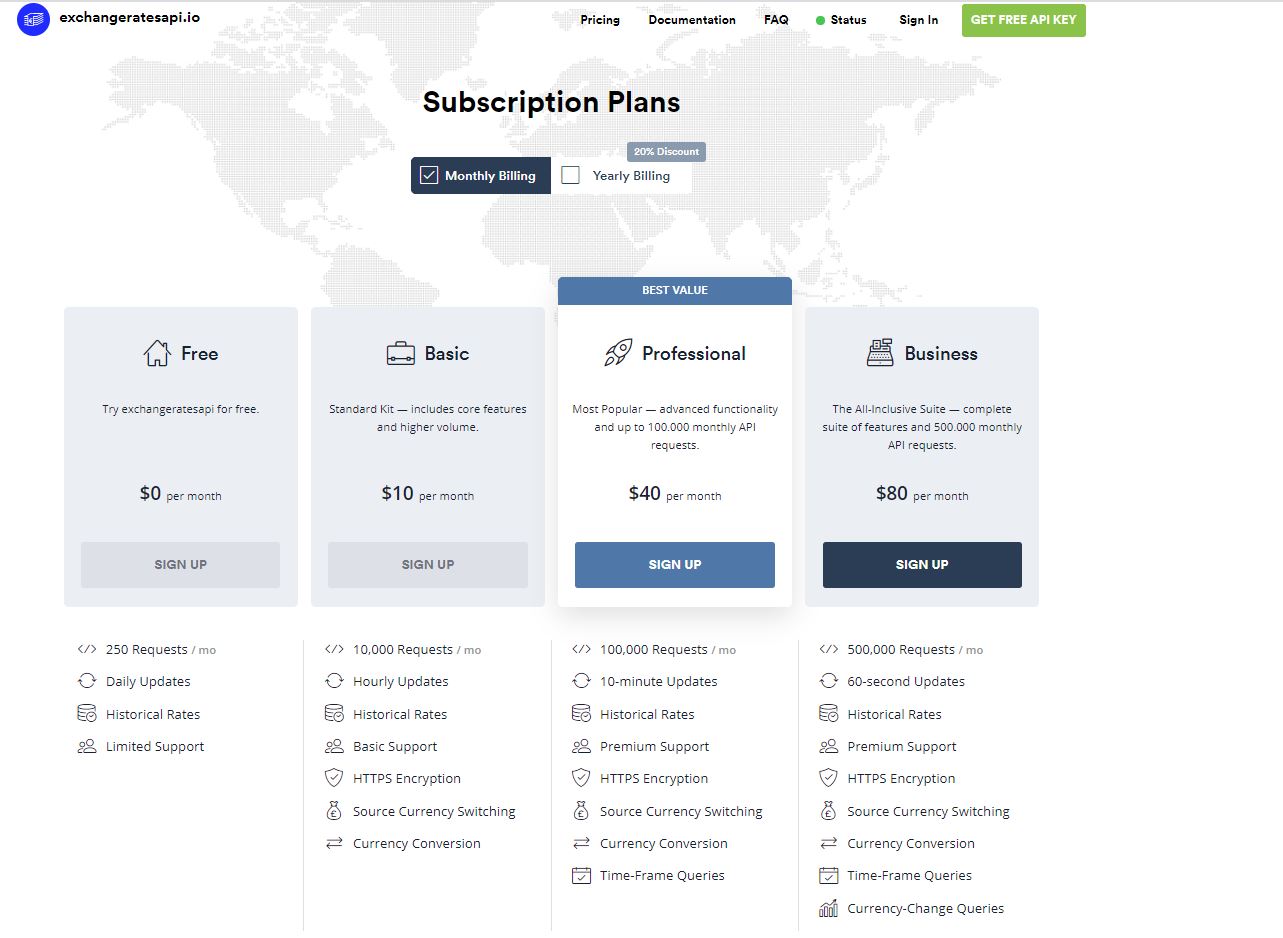 exchangeratesapi.io
Pricing
Documentation
FAQ
Status
Sign In
GET FREE API KEY
Subscription Plans
20% Discount
Monthly Billing
Yearly Billing
BEST VALUE
Free
Try exchangeratesapi for free.
$0 per month
SIGN UP
250 Requests / mo
Daily Updates
Historical Rates
Limited Support
Basic
Standard Kit — includes core features
and higher volume.
$10 per month
SIGN UP
10,000 Requests / mo
Hourly Updates
Historical Rates
Basic Support
HTTPS Encryption
Source Currency Switching
Currency Conversion
Professional
Most Popular — advanced functionality
and up to 100.000 monthly API
requests.
$40 per month
SIGN UP
100,000 Requests / mo
10-minute Updates
Historical Rates
Premium Support
HTTPS Encryption
Source Currency Switching
Currency Conversion
Time-Frame Queries
Business
The All-Inclusive Suite — complete
suite of features and 500.000 monthly
API requests.
$80 per month
SIGN UP
500,000 Requests / mo
60-second Updates
Historical Rates
Premium Support
HTTPS Encryption
Source Currency Switching
Currency Conversion
Time-Frame Queries
Currency-Change Queries